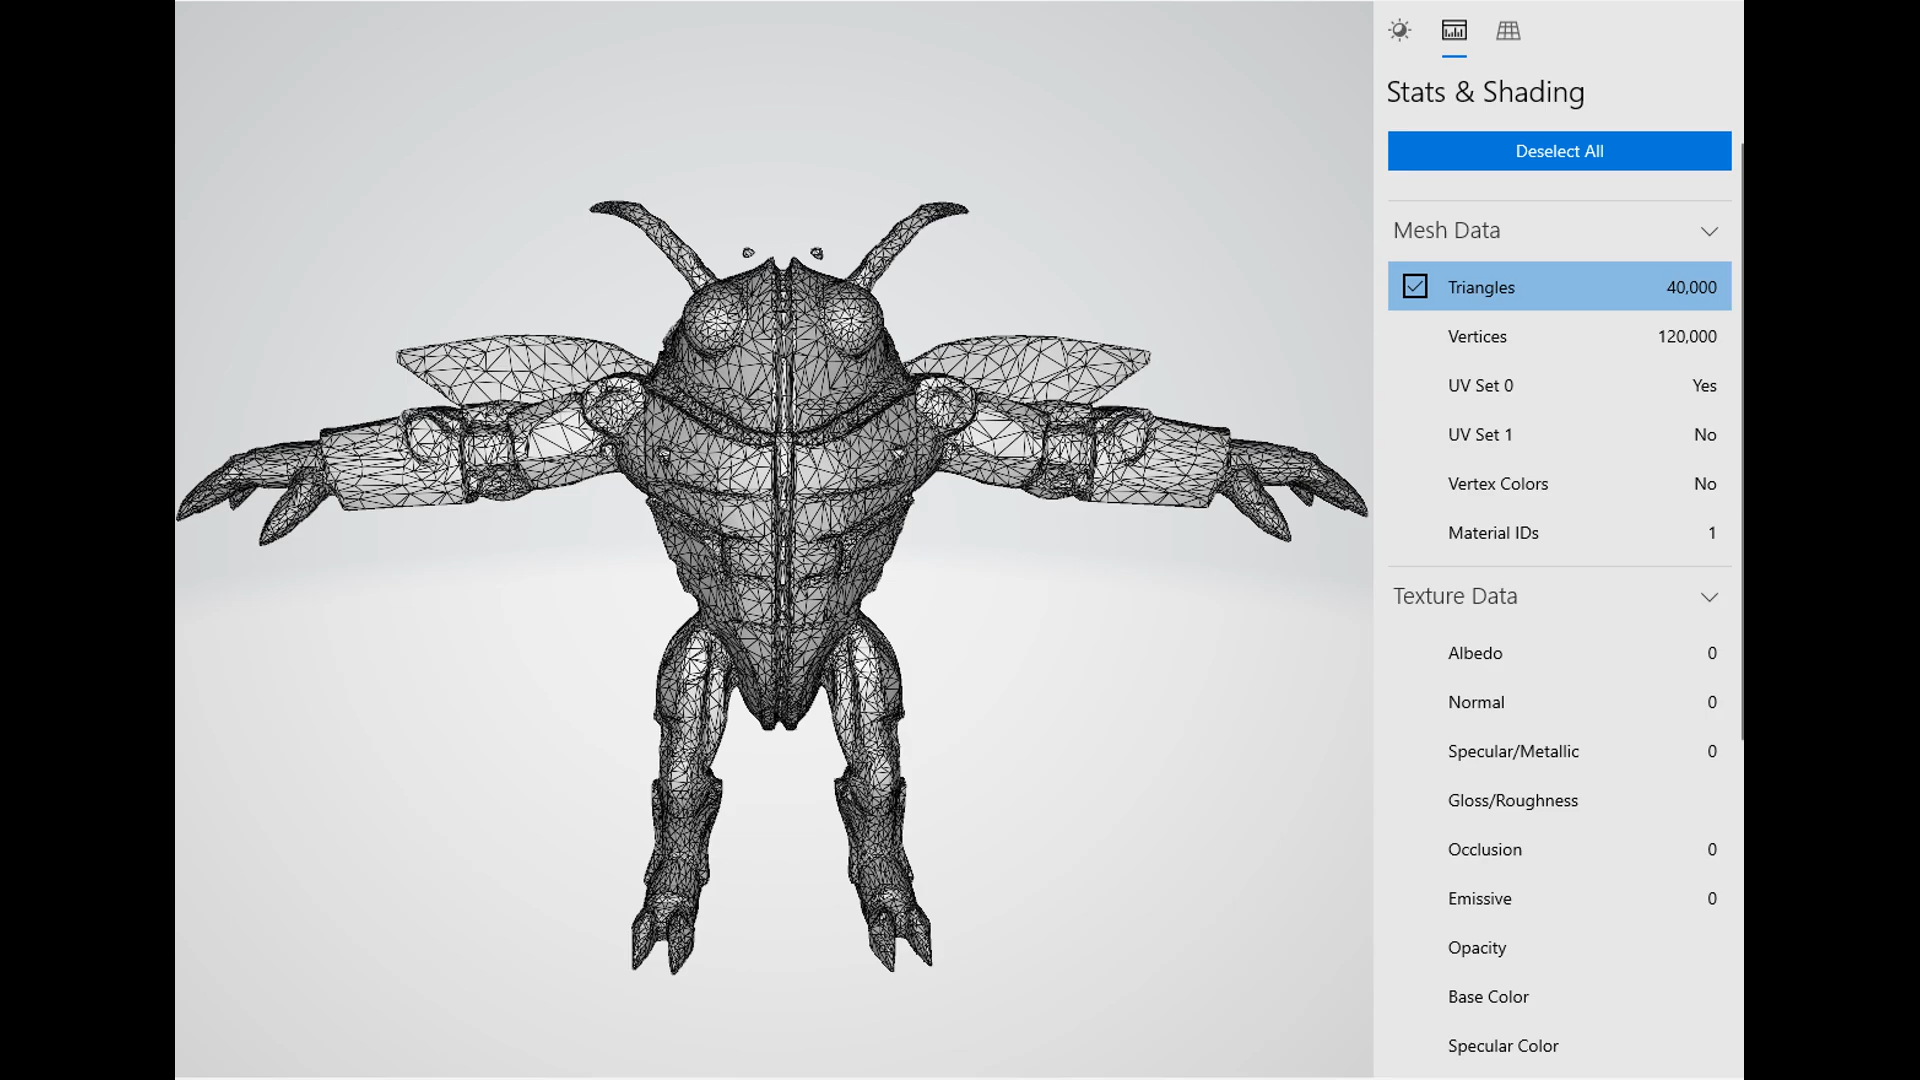 Stats & Shading
Deselect All
Mesh Data
Triangles 40,000
Vertices 120,000
UV Set 0 Yes
UV Set 1 No
Vertex Colors No
Material IDs 1
Texture Data
Albedo 0
Normal 0
Specular/Metallic 0
Gloss/Roughness
Occlusion 0
Emissive 0
Opacity
Base Color
Specular Color